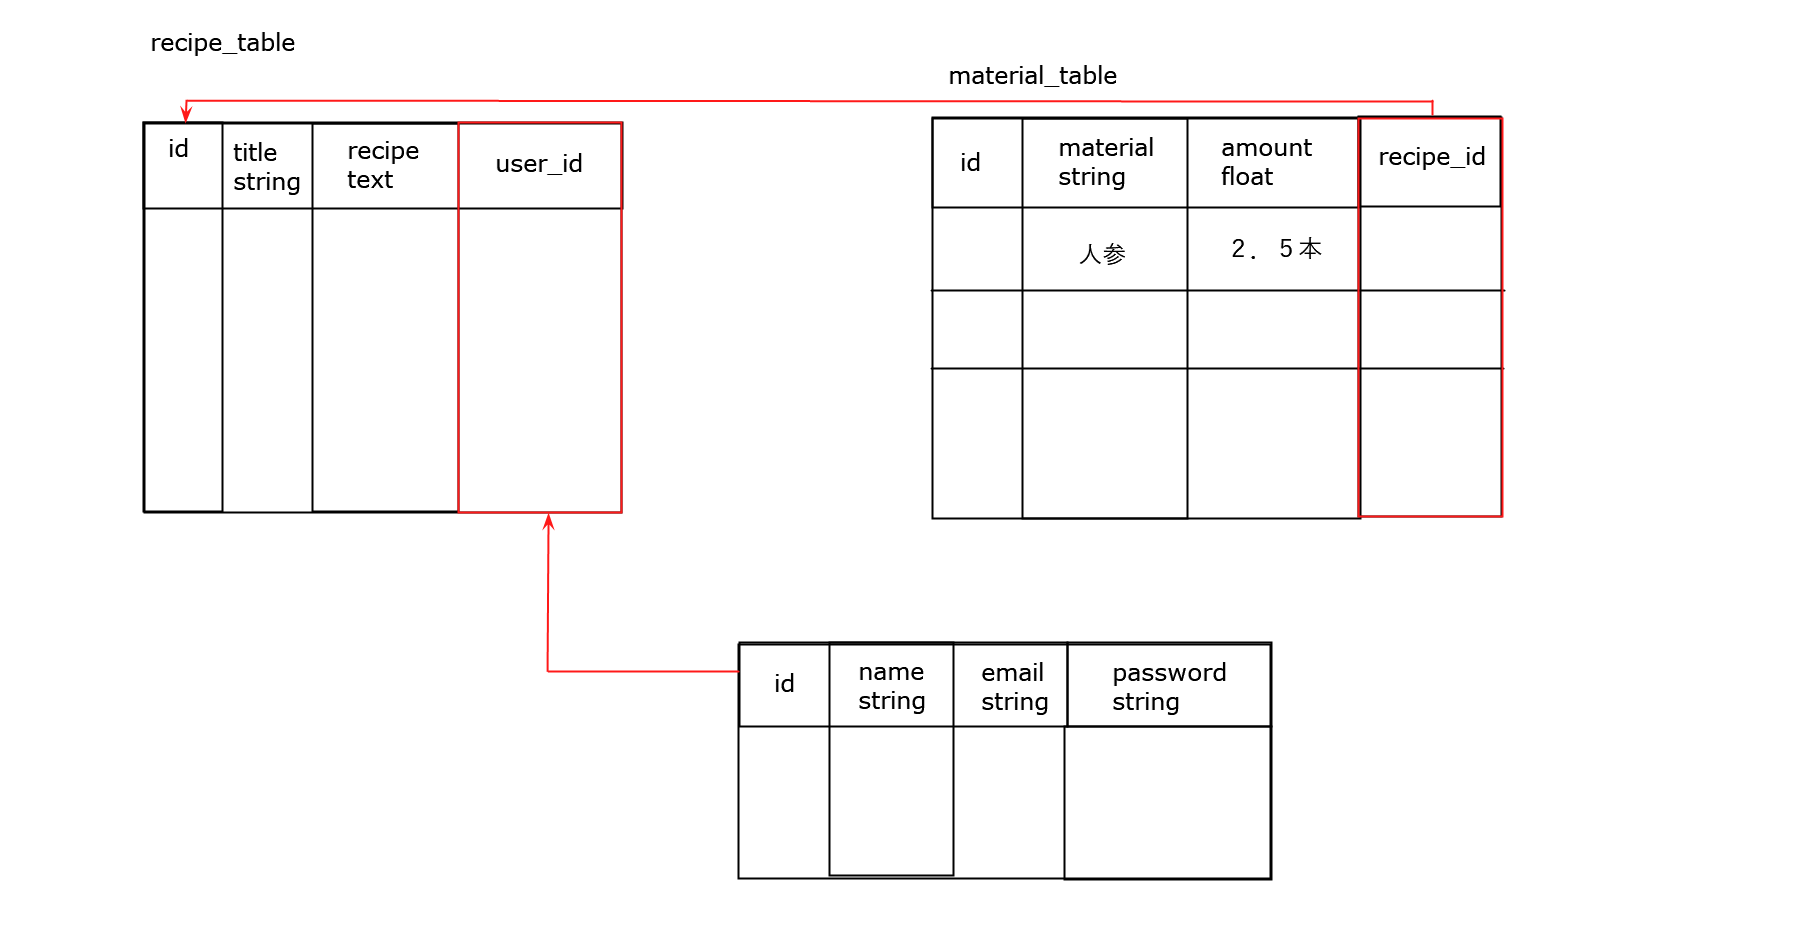 recipe_table
id
title
string
recipe
text
user_id
material_table
id
material
string
amount
float
recipe_id
人参
２．５本
id
name
string
email
string
password
string